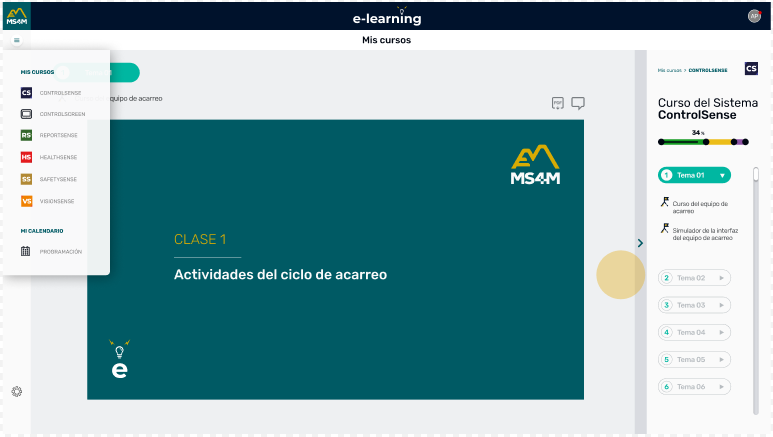 MS4M
e-learning
AP
Mis cursos
MIS CURSOS
CS CONTROLSENSE
CONTROLSCREEN
RS REPORTSENSE
HS HEALTHSENSE
SS SAFETYSENSE
VS VISIONSENSE
MI CALENDARIO
PROGRAMACIÓN
equipo de acarreo
PDF
MS4M
CLASE 1
Actividades del ciclo de acarreo
e
Mis cursos > CONTROLSENSE
CS
Curso del Sistema
ControlSense
34 %
1 Tema 01
Curso del equipo de
acarreo
Simulador de la interfaz
del equipo de acarreo
2 Tema 02
3 Tema 03
4 Tema 04
5 Tema 05
6 Tema 06